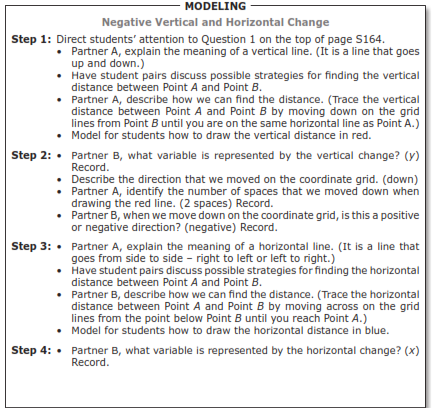 MODELING
Negative Vertical and Horizontal Change
Step 1: Direct students' attention to Question 1 on the top of page S164.
• Partner A, explain the meaning of a vertical line. (It is a line that goes
up and down.)
• Have student pairs discuss possible strategies for finding the vertical
distance between Point A and Point B.
• Partner A, describe how we can find the distance. (Trace the vertical
distance between Point A and Point B by moving down on the grid
lines from Point B until you are on the same horizontal line as Point A.)
• Model for students how to draw the vertical distance in red.
Step 2: • Partner B, what variable is represented by the vertical change? (y)
Record.
• Describe the direction that we moved on the coordinate grid. (down)
• Partner A, identify the number of spaces that we moved down when
drawing the red line. (2 spaces) Record.
• Partner B, when we move down on the coordinate grid, is this a positive
or negative direction? (negative) Record.
Step 3: • Partner A, explain the meaning of a horizontal line. (It is a line that
goes from side to side – right to left or left to right.)
• Have student pairs discuss possible strategies for finding the horizontal
distance between Point A and Point B.
• Partner B, describe how we can find the distance. (Trace the horizontal
distance between Point A and Point B by moving across on the grid
lines from the point below Point B until you reach Point A.)
• Model for students how to draw the horizontal distance in blue.
Step 4: • Partner B, what variable is represented by the horizontal change? (x)
Record.